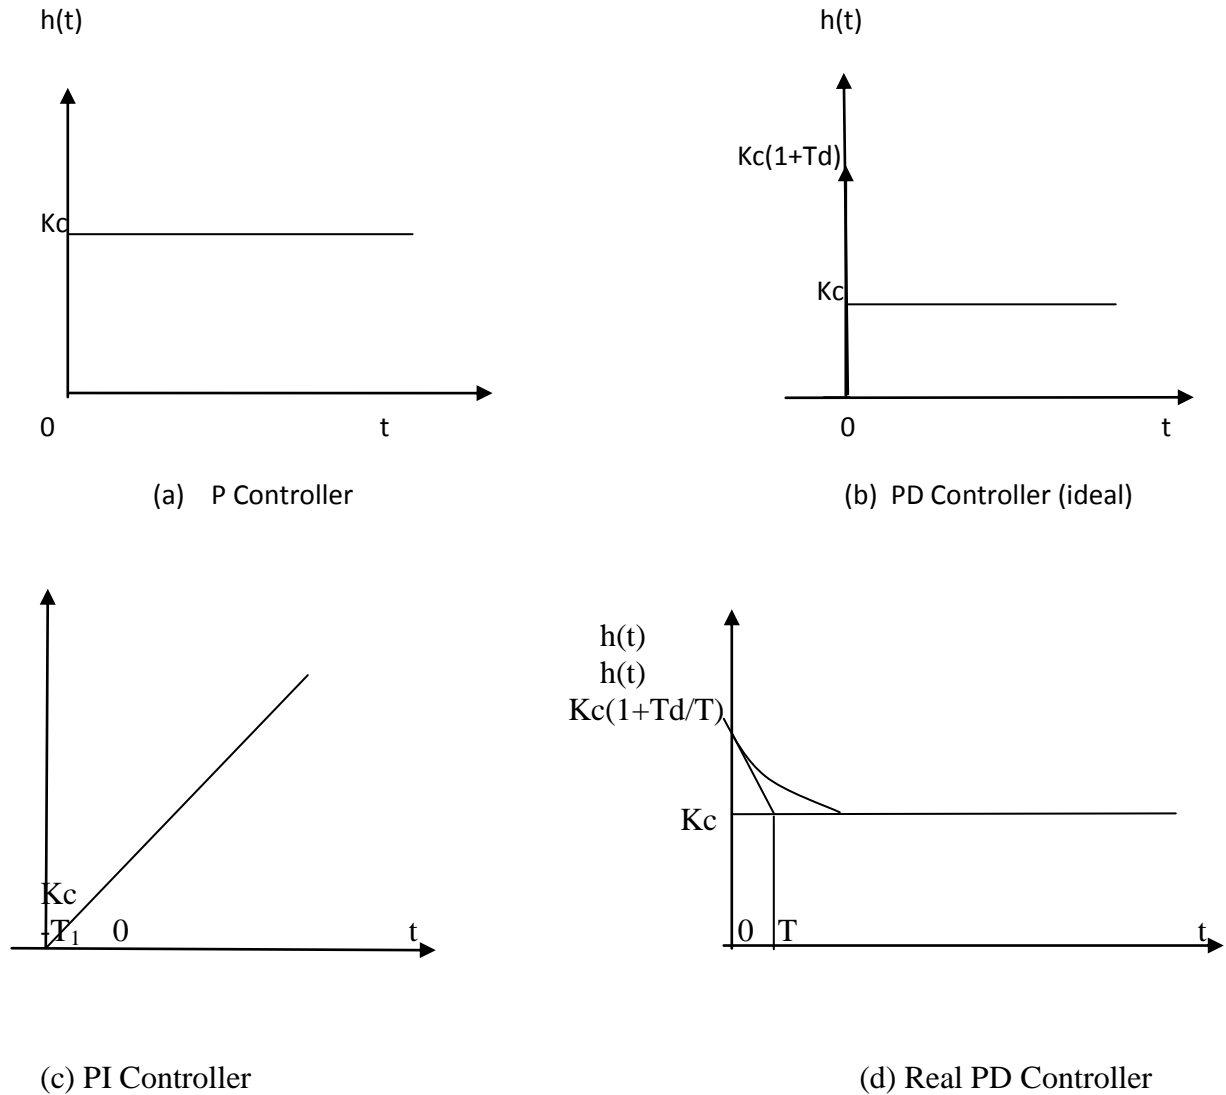 h(t)
h(t)
Kc(1+Td)
Kc
Kc
0 t
0 t
(a) P Controller
(b) PD Controller (ideal)
h(t)
h(t)
Kc(1+Td/T)
Kc
Kc
-T₁ 0 t
0 T t
(c) PI Controller
(d) Real PD Controller